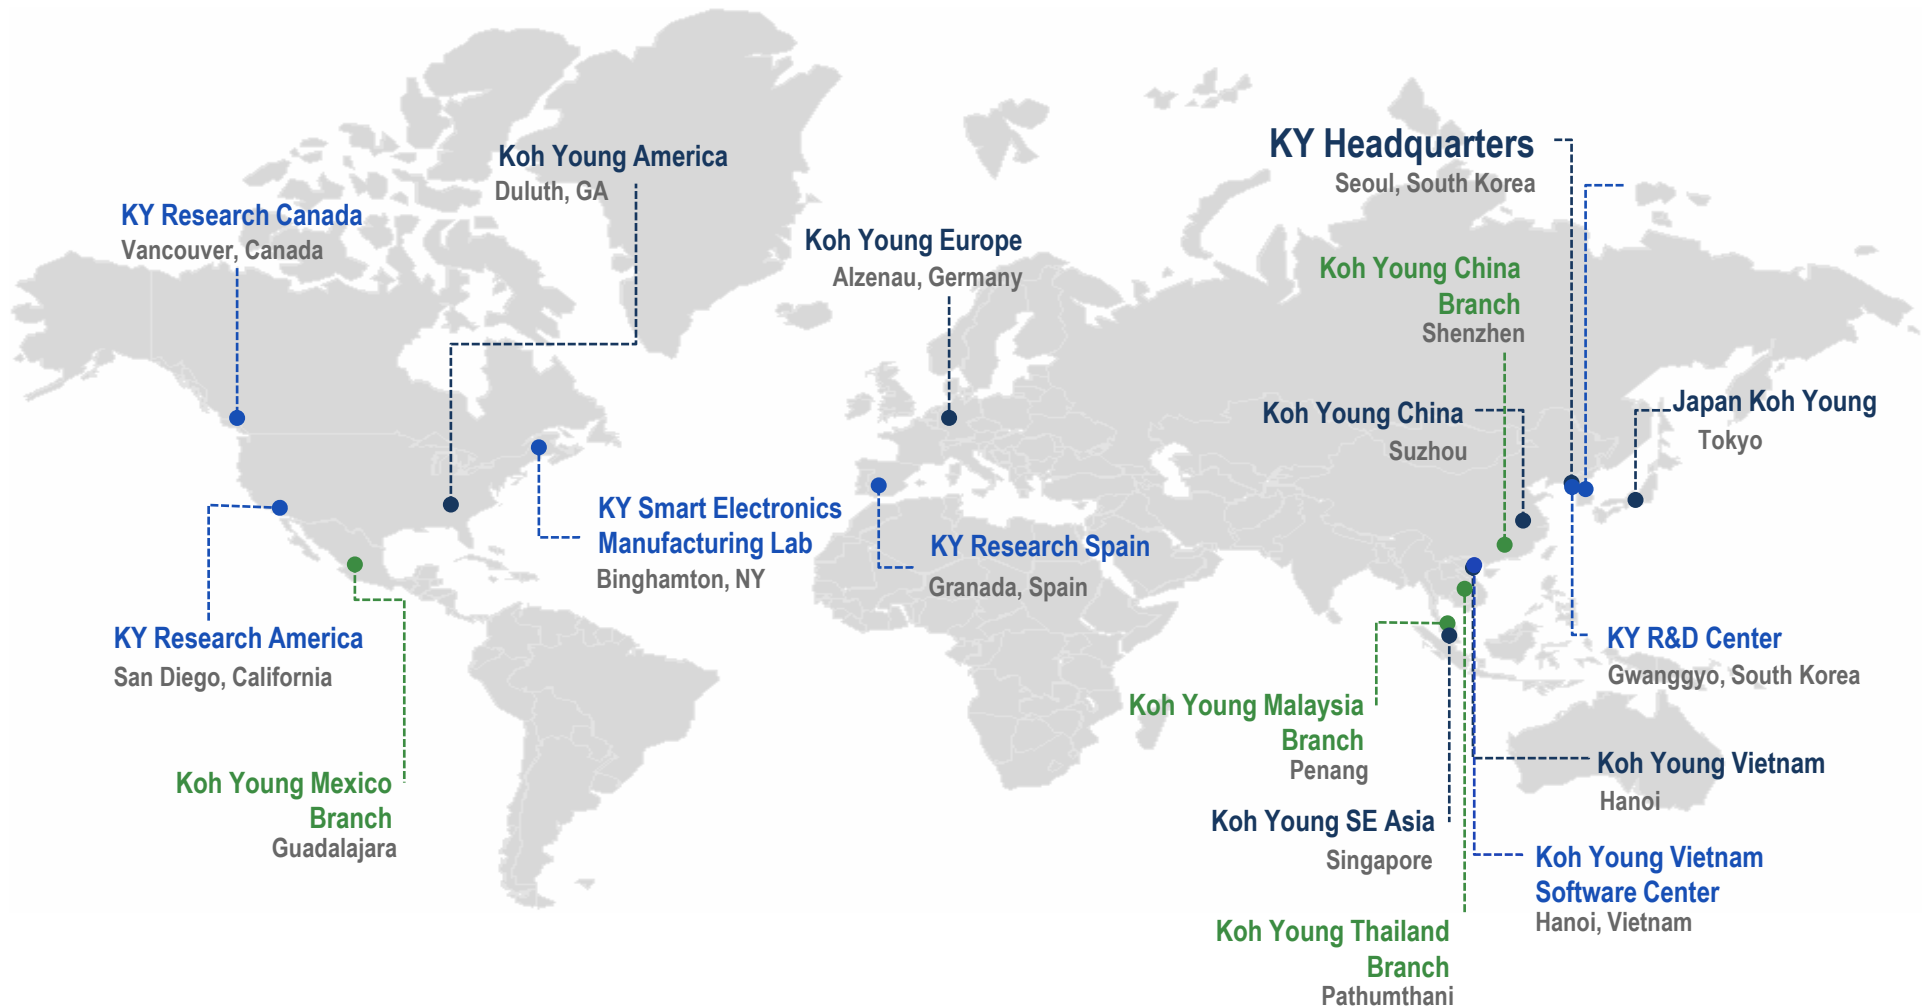 KY Headquarters
Seoul, South Korea
Koh Young America
Duluth, GA
KY Research Canada
Vancouver, Canada
Koh Young Europe
Alzenau, Germany
Koh Young China
Branch
Shenzhen
Koh Young China
Suzhou
Japan Koh Young
Tokyo
KY Smart Electronics
Manufacturing Lab
Binghamton, NY
KY Research Spain
Granada, Spain
KY Research America
San Diego, California
KY R&D Center
Gwanggyo, South Korea
Koh Young Malaysia
Branch
Penang
Koh Young Vietnam
Hanoi
Koh Young Mexico
Branch
Guadalajara
Koh Young SE Asia
Singapore
Koh Young Vietnam
Software Center
Hanoi, Vietnam
Koh Young Thailand
Branch
Pathumthani